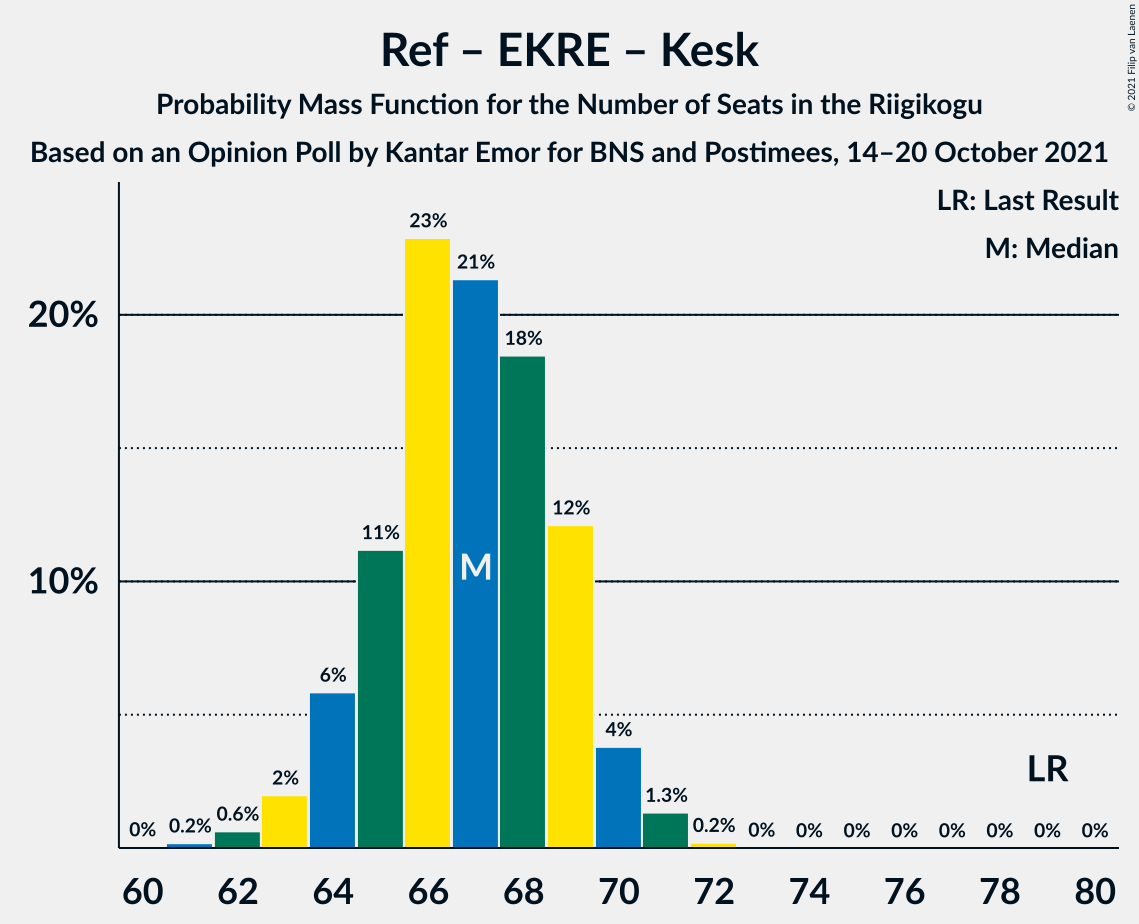 Ref – EKRE – Kesk
Probability Mass Function for the Number of Seats in the Riigikogu
Based on an Opinion Poll by Kantar Emor for BNS and Postimees, 14–20 October 2021
© 2021 Filip van Laenen
LR: Last Result
M: Median
20%
10%
0%
0.2%
0.6%
2%
6%
11%
23%
21%
18%
12%
4%
1.3%
0.2%
0%
0%
0%
0%
0%
0%
0%
0%
M
LR
60 62 64 66 68 70 72 74 76 78 80